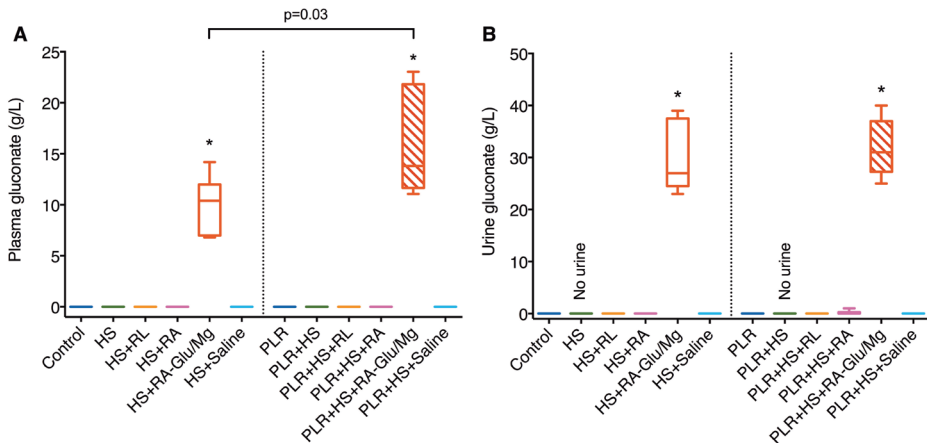 p=0.03
A
Plasma gluconate (g/L)
25
20
15
10
5
0
*
*
Control
HS
HS+RL
HS+RA
HS+RA-Glu/Mg
HS+Saline
PLR
PLR+HS
PLR+HS+RL
PLR+HS+RA
PLR+HS+RA-Glu/Mg
PLR+HS+Saline
B
Urine gluconate (g/L)
50
40
30
20
10
0
*
*
No urine
No urine
Control
HS
HS+RL
HS+RA
HS+RA-Glu/Mg
HS+Saline
PLR
PLR+HS
PLR+HS+RL
PLR+HS+RA
PLR+HS+RA-Glu/Mg
PLR+HS+Saline